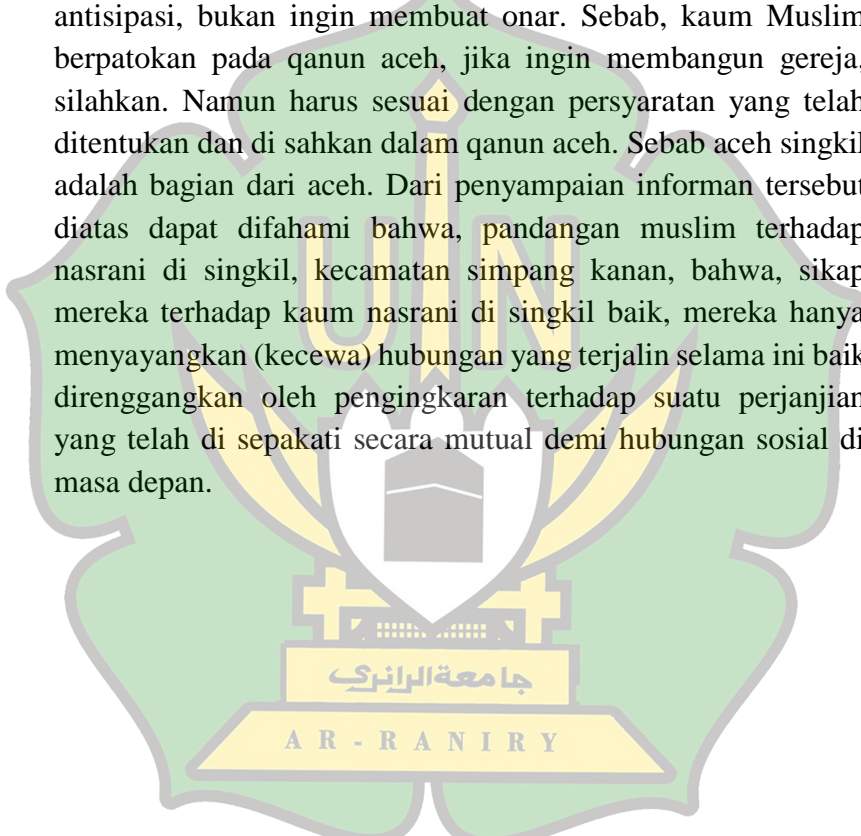 antisipasi, bukan ingin membuat onar. Sebab, kaum Muslim
berpatokan pada qanun aceh, jika ingin membangun gereja,
silahkan. Namun harus sesuai dengan persyaratan yang telah
ditentukan dan di sahkan dalam qanun aceh. Sebab aceh singkil
adalah bagian dari aceh. Dari penyampaian informan tersebut
diatas dapat difahami bahwa, pandangan muslim terhadap
nasrani di singkil, kecamatan simpang kanan, bahwa, sikap
mereka terhadap kaum nasrani di singkil baik, mereka hanya
menyayangkan (kecewa) hubungan yang terjalin selama ini baik
direnggangkan oleh pengingkaran terhadap suatu perjanjian
yang telah di sepakati secara mutual demi hubungan sosial di
masa depan.
UIN
جامعةالرانري
AR-RANIRY